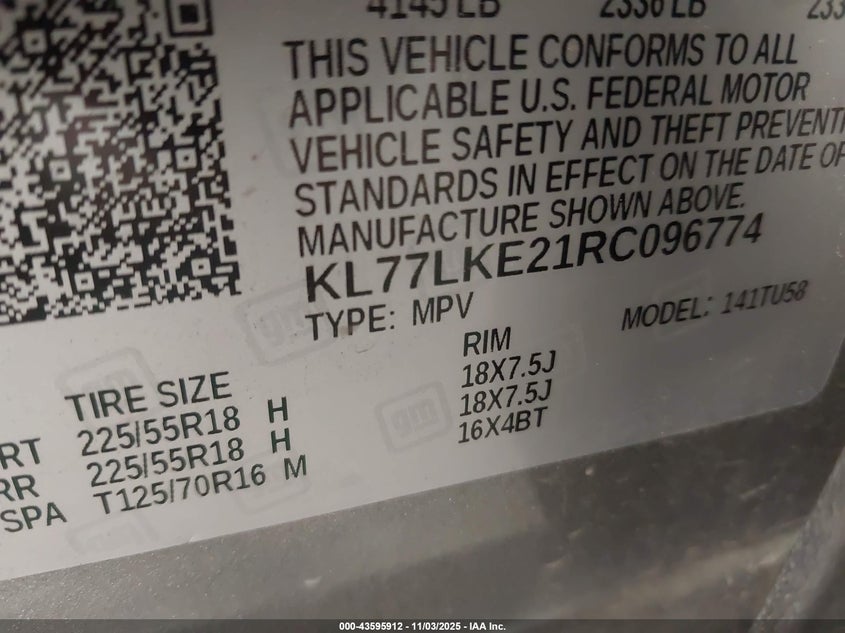 4145 LB 2336 LB
THIS VEHICLE CONFORMS TO ALL
APPLICABLE U.S. FEDERAL MOTOR
VEHICLE SAFETY AND THEFT PREVENTI
STANDARDS IN EFFECT ON THE DATE OF
MANUFACTURE SHOWN ABOVE.
KL77LKE21RC096774
TYPE: MPV MODEL: 141TU58
TIRE SIZE RIM
RT 225/55R18 H 18X7.5J
RR 225/55R18 H 18X7.5J
SPA T125/70R16 M 16X4BT
gm
000-43595912 - 11/03/2025 - IAA Inc.